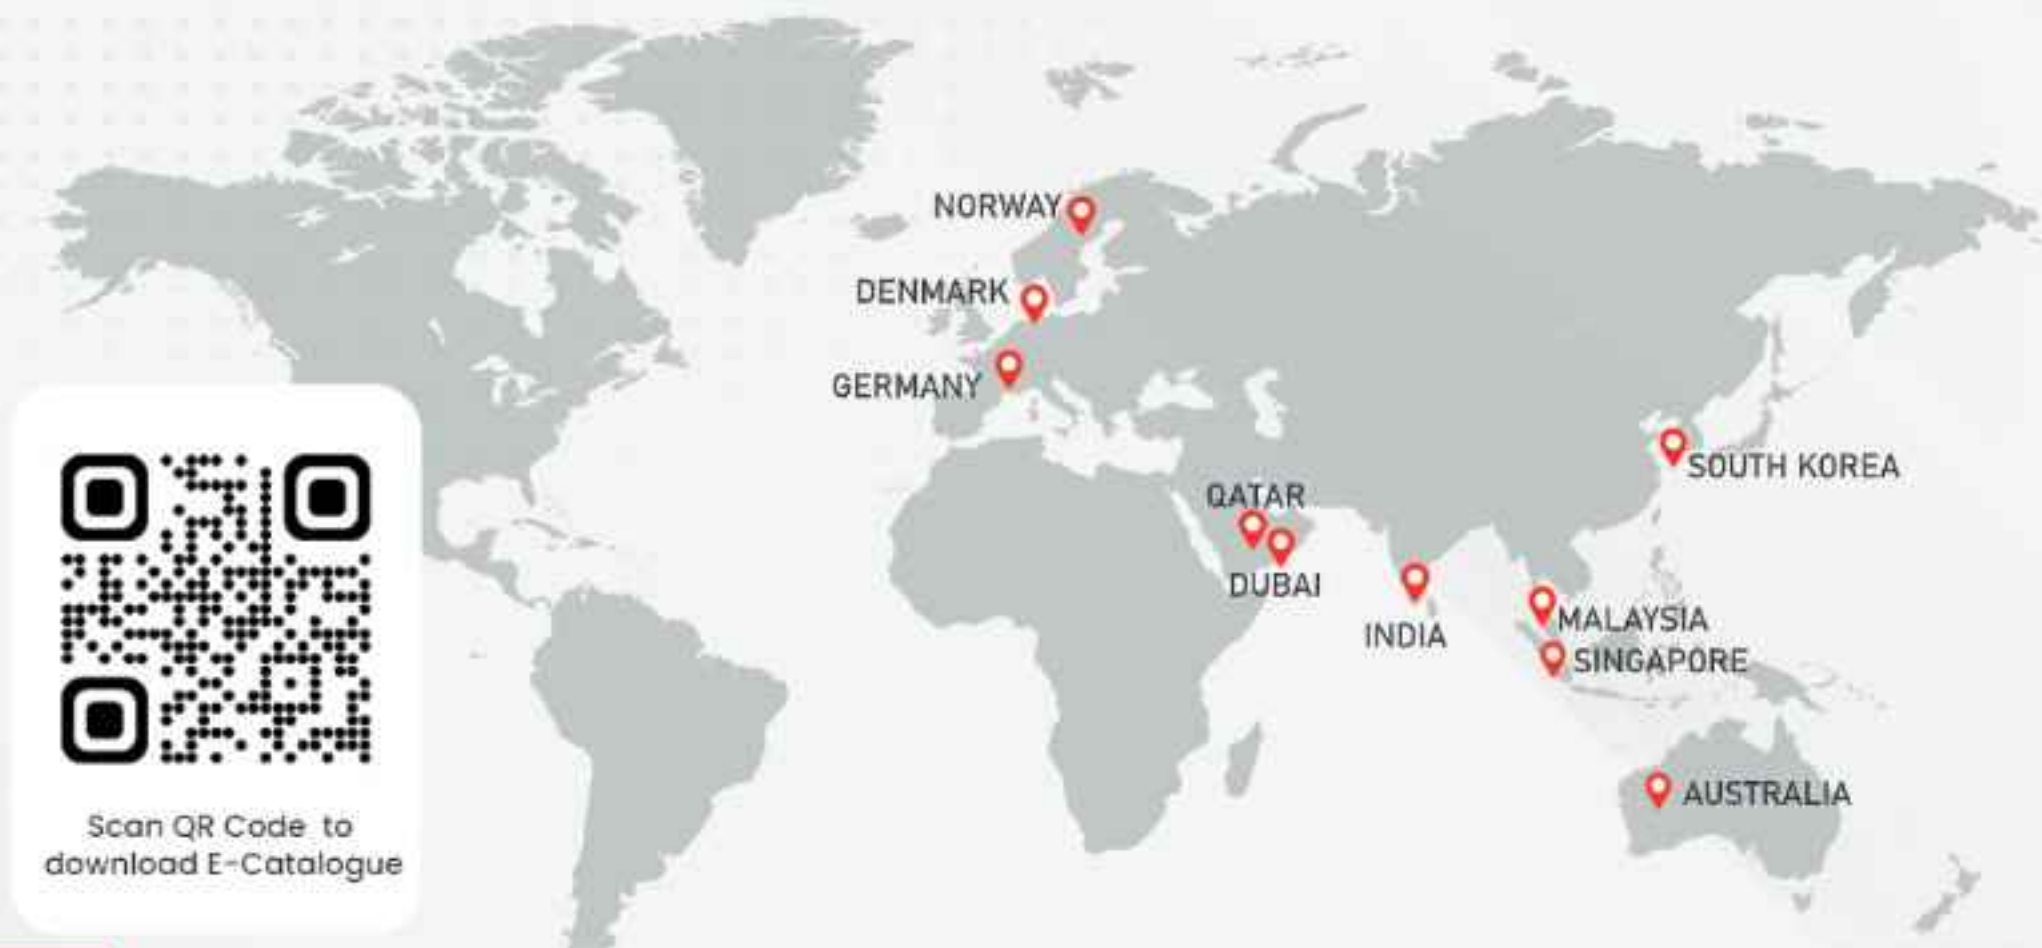 NORWAY
DENMARK
GERMANY
SOUTH KOREA
QATAR
DUBAI
INDIA
MALAYSIA
SINGAPORE
AUSTRALIA
Scan QR Code to
download E-Catalogue